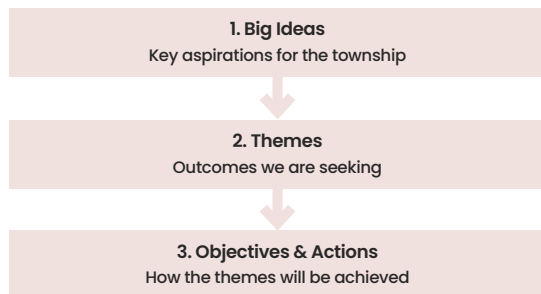 1. Big Ideas
Key aspirations for the township
2. Themes
Outcomes we are seeking
3. Objectives & Actions
How the themes will be achieved